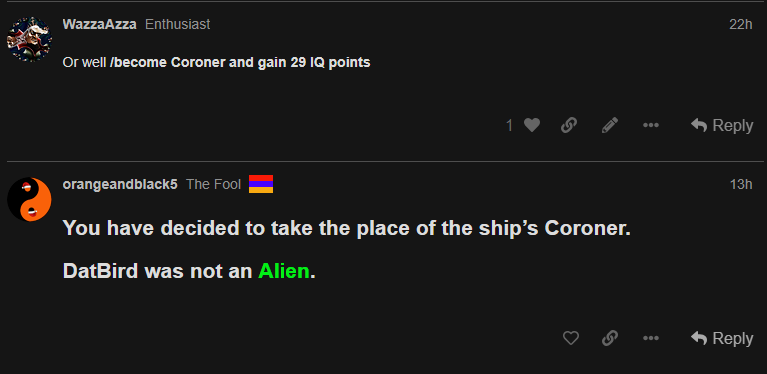 WazzaAzza Enthusiast 22h
Or well /become Coroner and gain 29 IQ points
1 Reply
orangeandblack5 The Fool 13h
You have decided to take the place of the ship’s Coroner.
DatBird was not an Alien.
Reply